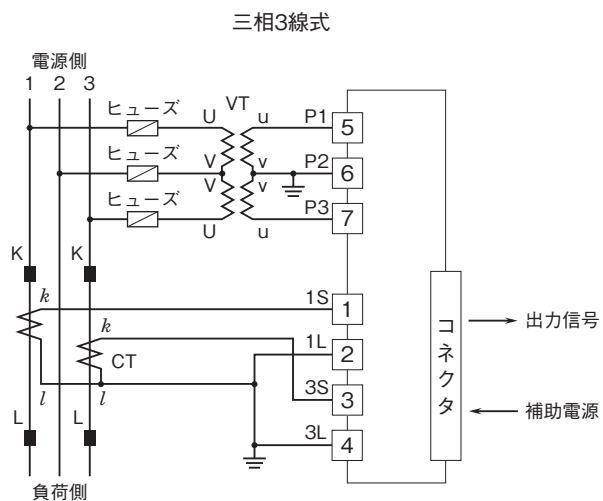 三相3線式
電源側
1 2 3
ヒューズ U VT u P1 5
ヒューズ V v P2 6
V v
ヒューズ U u P3 7
K K
k 1S 1
k 1L 2
CT
l l 3S 3
L L 3L 4
負荷側
コネクタ
出力信号
補助電源